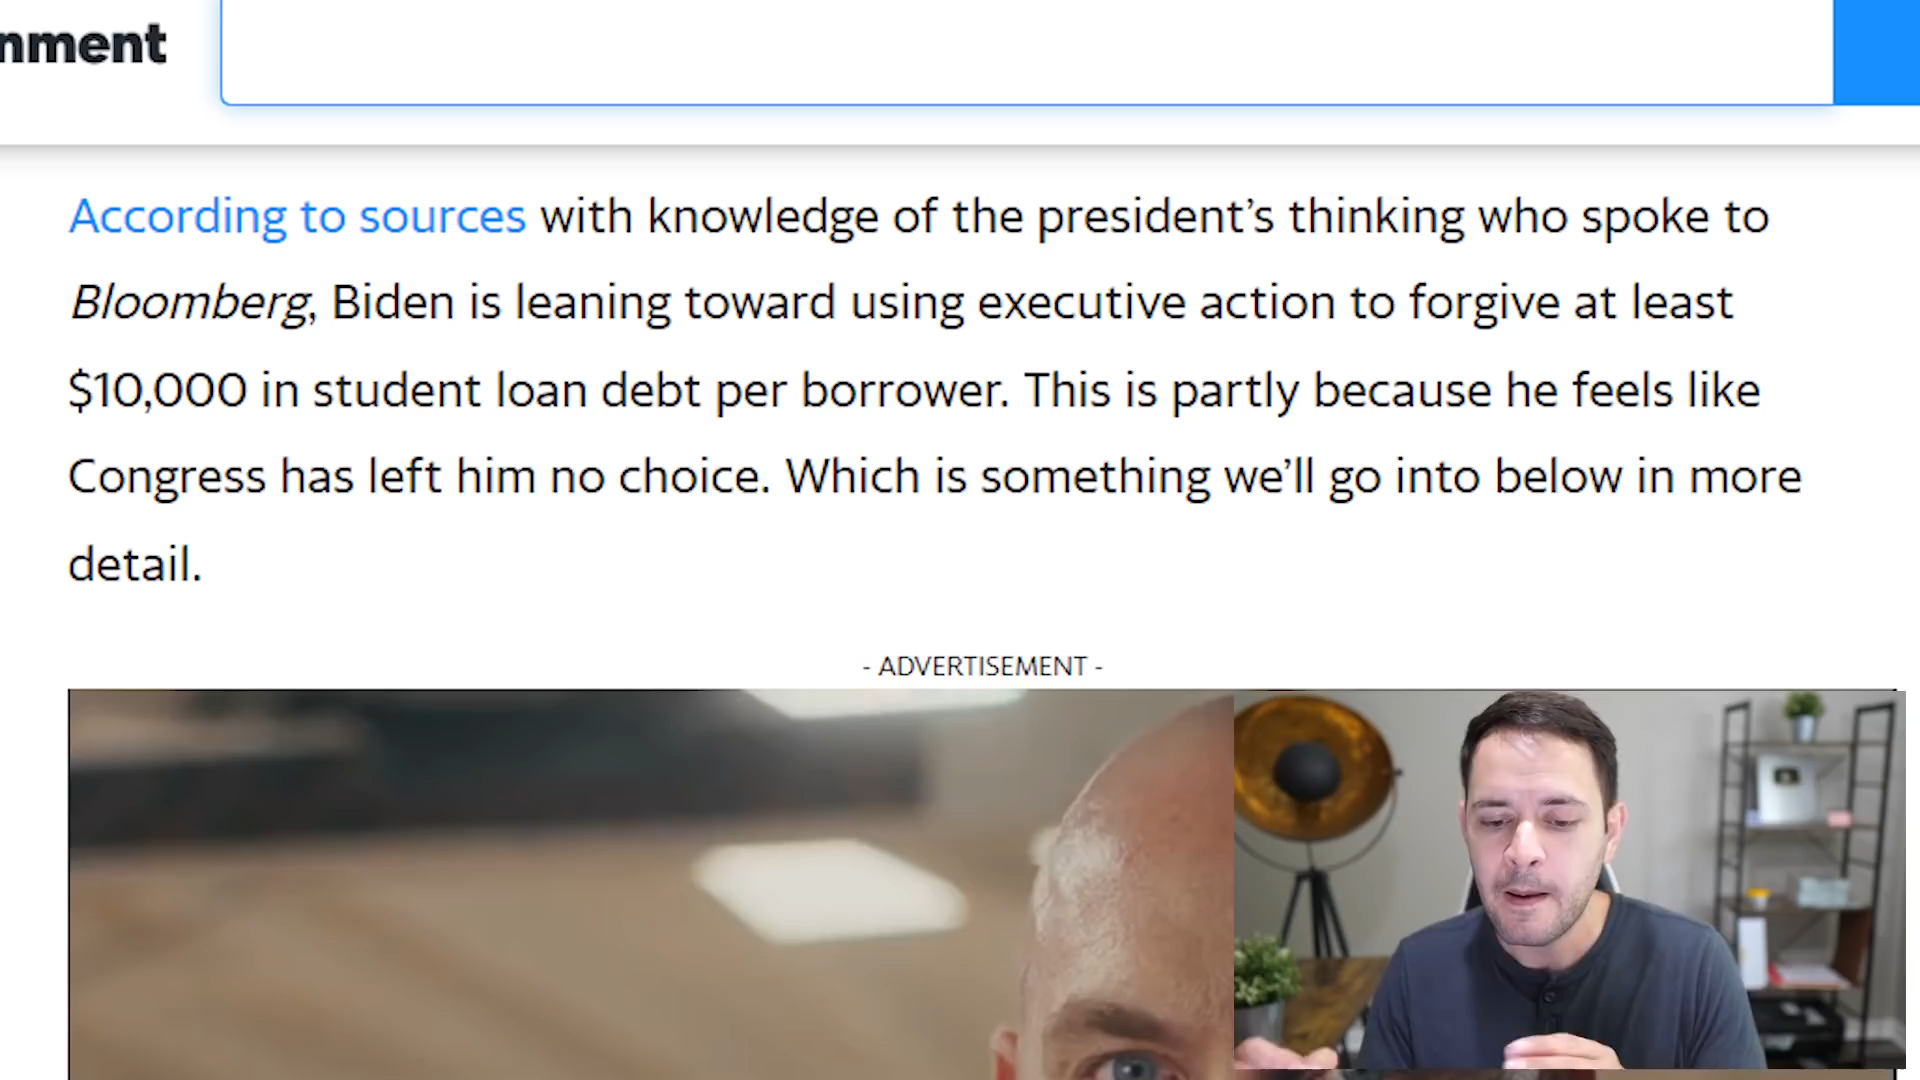 nment
According to sources with knowledge of the president’s thinking who spoke to
Bloomberg, Biden is leaning toward using executive action to forgive at least
$10,000 in student loan debt per borrower. This is partly because he feels like
Congress has left him no choice. Which is something we’ll go into below in more
detail.
- ADVERTISEMENT -